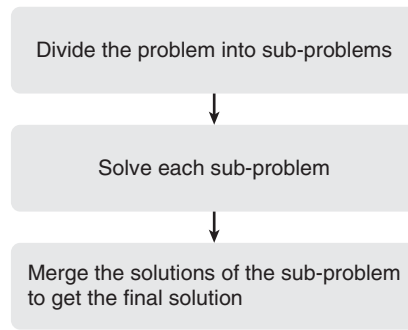 Divide the problem into sub-problems
Solve each sub-problem
Merge the solutions of the sub-problem
to get the final solution